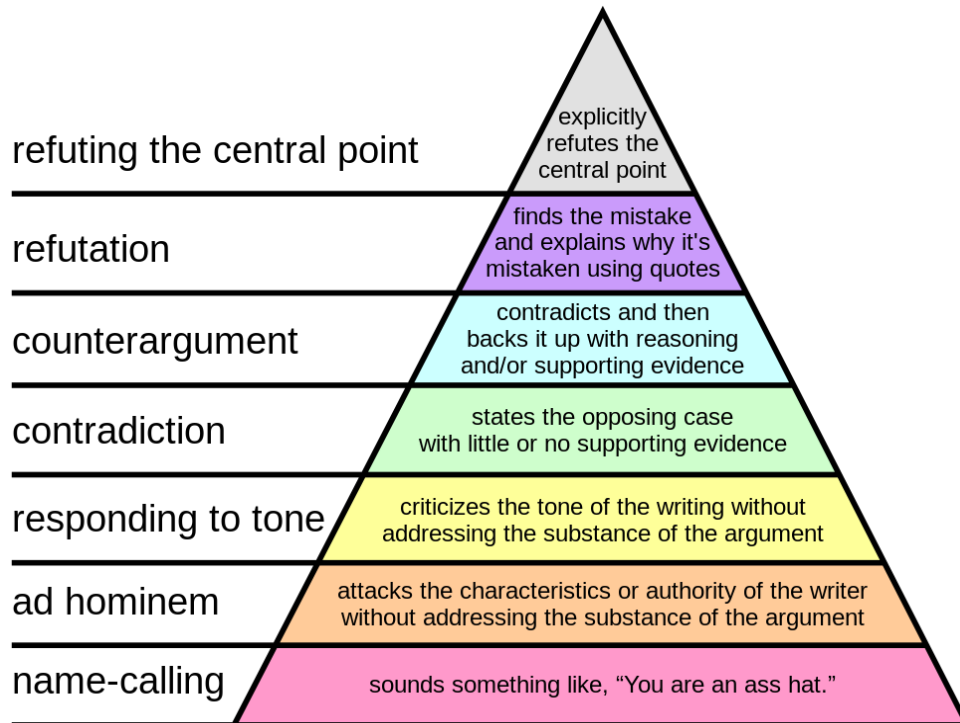 refuting the central point
explicitly
refutes the
central point
refutation
finds the mistake
and explains why it's
mistaken using quotes
counterargument
contradicts and then
backs it up with reasoning
and/or supporting evidence
contradiction
states the opposing case
with little or no supporting evidence
responding to tone
criticizes the tone of the writing without
addressing the substance of the argument
ad hominem
attacks the characteristics or authority of the writer
without addressing the substance of the argument
name-calling
sounds something like, “You are an ass hat.”